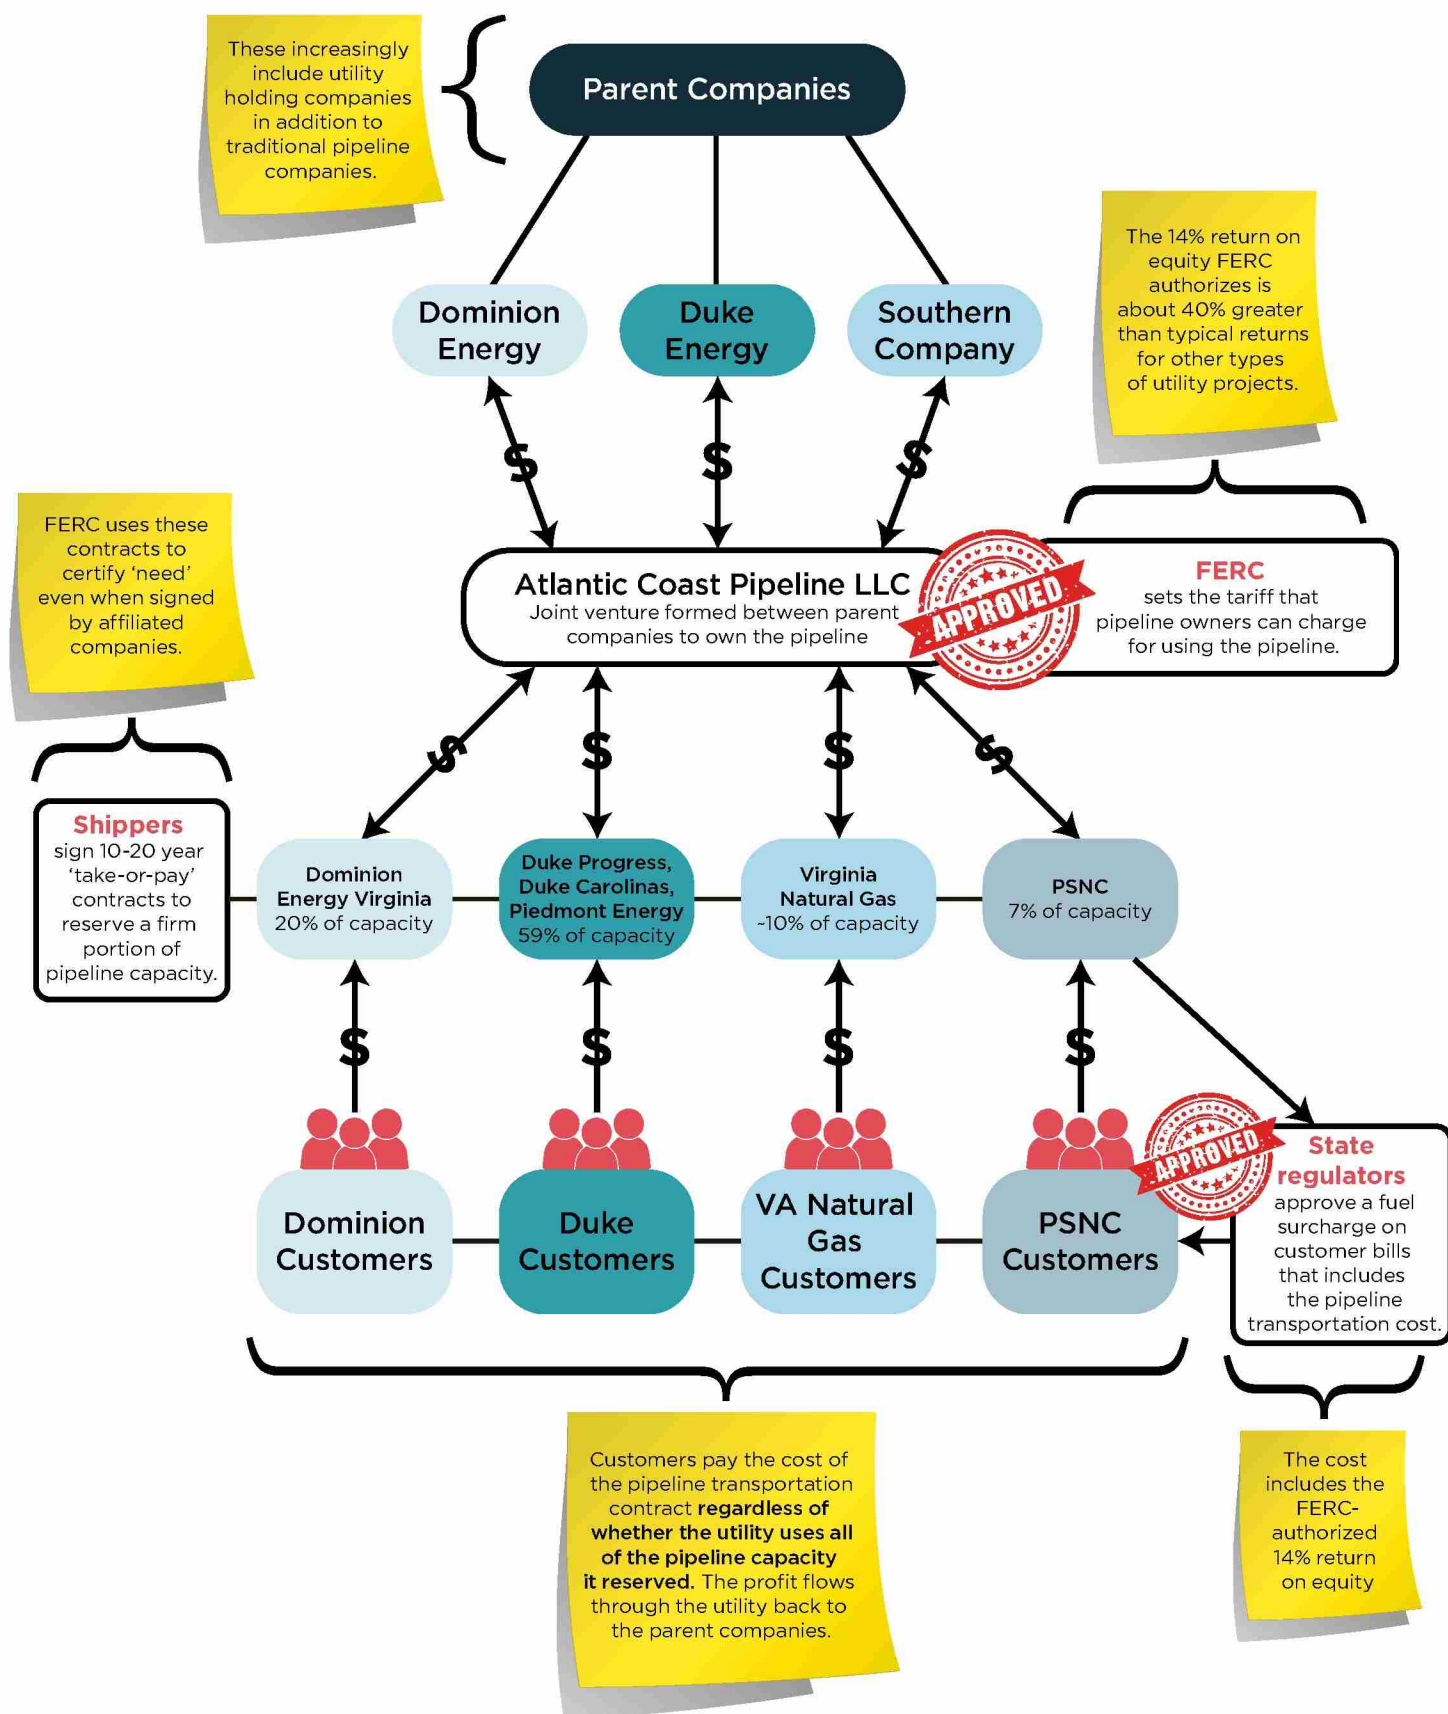 These increasingly
include utility
holding companies
in addition to
traditional pipeline
companies.
Parent Companies
Dominion
Energy
Duke
Energy
Southern
Company
The 14% return on
equity FERC
authorizes is
about 40% greater
than typical returns
for other types
of utility projects.
$
$
$
FERC uses these
contracts to
certify ‘need’
even when signed
by affiliated
companies.
Atlantic Coast Pipeline LLC
Joint venture formed between parent
companies to own the pipeline
APPROVED
FERC
sets the tariff that
pipeline owners can charge
for using the pipeline.
$
$
$
$
Shippers
sign 10-20 year
‘take-or-pay’
contracts to
reserve a firm
portion of
pipeline capacity.
Dominion
Energy Virginia
20% of capacity
Duke Progress,
Duke Carolinas,
Piedmont Energy
59% of capacity
Virginia
Natural Gas
~10% of capacity
PSNC
7% of capacity
$
$
$
$
Dominion
Customers
Duke
Customers
VA Natural
Gas
Customers
PSNC
Customers
APPROVED
State
regulators
approve a fuel
surcharge on
customer bills
that includes
the pipeline
transportation cost.
Customers pay the cost of
the pipeline transportation
contract regardless of
whether the utility uses all
of the pipeline capacity
it reserved. The profit flows
through the utility back to
the parent companies.
The cost
includes the
FERC-
authorized
14% return
on equity